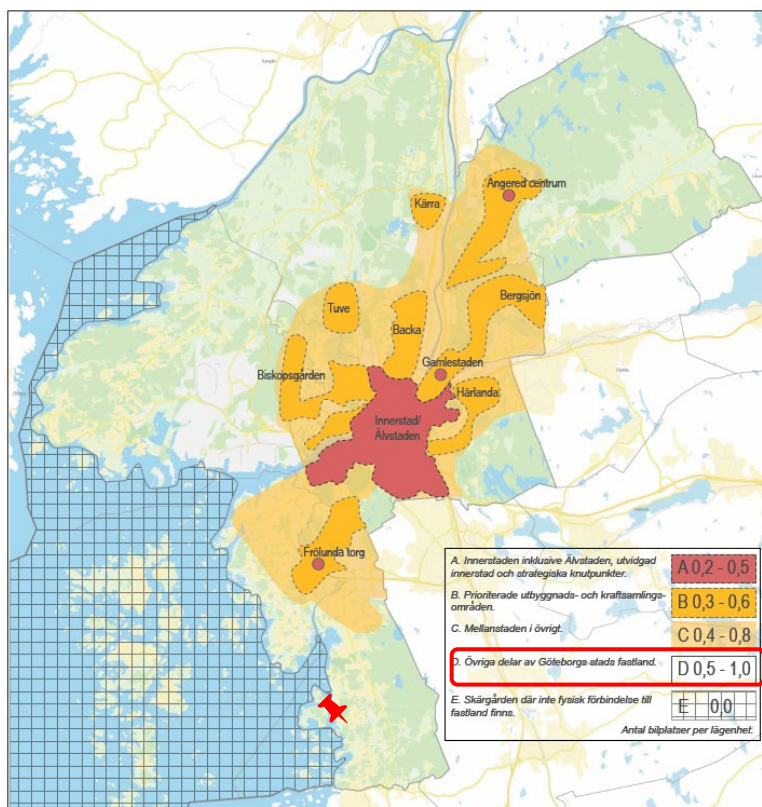 Angered centrum
Kärra
Bergsjön
Tuve
Backa
Gamlestaden
Biskopsgården
Härlanda
Innerstad/
Älvstaden
Frölunda torg
A. Innerstaden inklusive Älvstaden, utvidgad
innerstad och strategiska knutpunkter.
A 0,2 - 0,5
B. Prioriterade utbyggnads- och kraftsamlings-
områden.
B 0,3 - 0,6
C. Mellanstaden i övrigt.
C 0,4 - 0,8
D. Övriga delar av Göteborgs stads fastland.
D 0,5 - 1,0
E. Skärgården där inte fysisk förbindelse till
fastland finns.
E 0,0
Antal bilplatser per lägenhet.